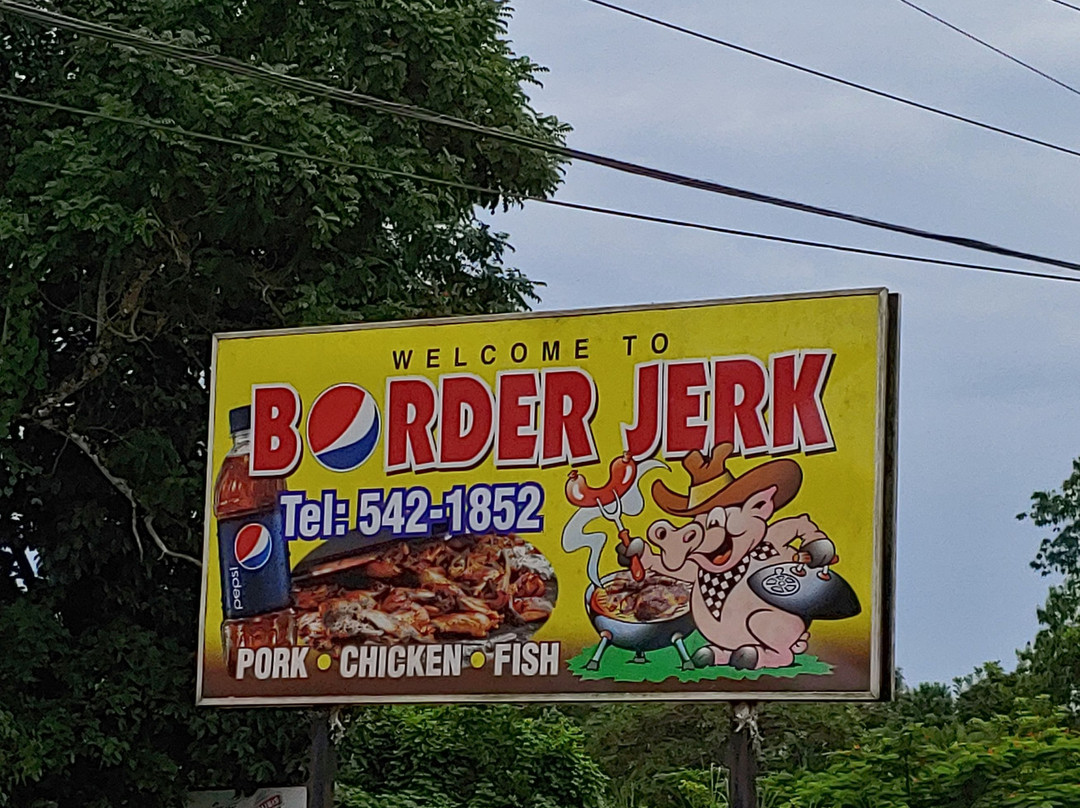 WELCOME TO
BORDER JERK
Tel: 542-1852
pepsi
PORK • CHICKEN • FISH